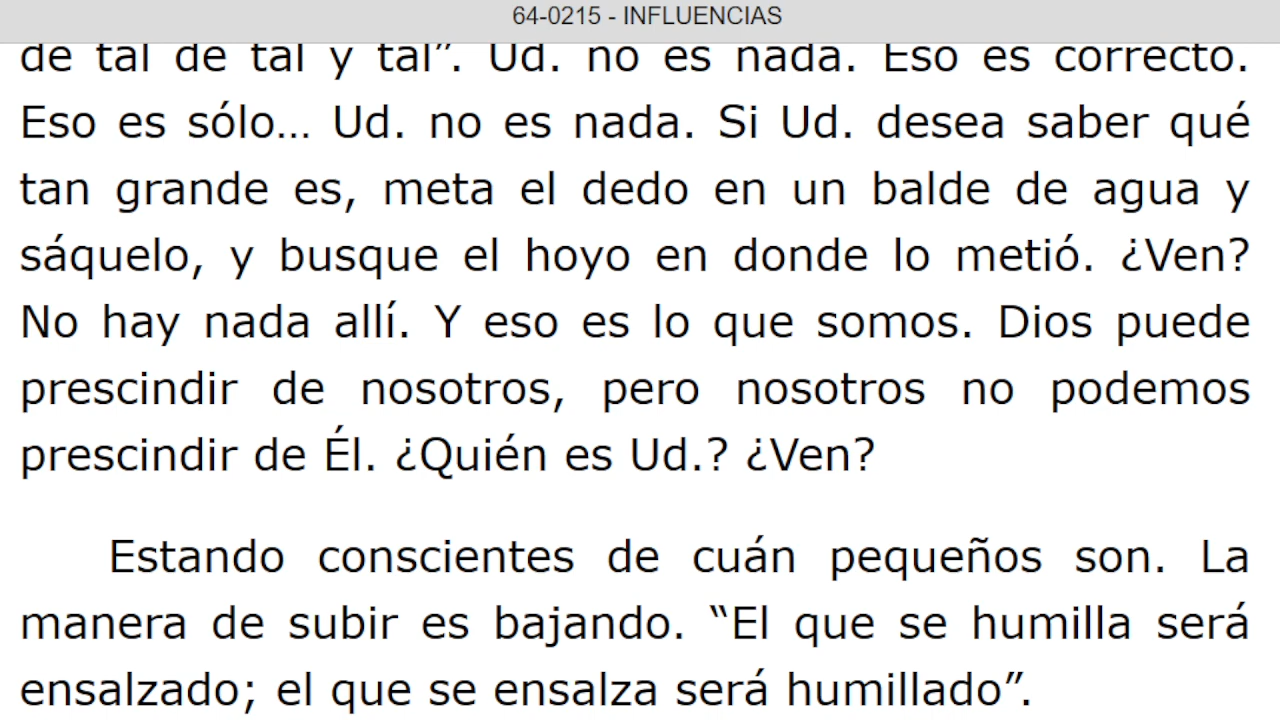 64-0215 - INFLUENCIAS
de tal de tal y tal”. Ud. no es nada. Eso es correcto.
Eso es sólo... Ud. no es nada. Si Ud. desea saber qué
tan grande es, meta el dedo en un balde de agua y
sáquelo, y busque el hoyo en donde lo metió. ¿Ven?
No hay nada allí. Y eso es lo que somos. Dios puede
prescindir de nosotros, pero nosotros no podemos
prescindir de Él. ¿Quién es Ud.? ¿Ven?
Estando conscientes de cuán pequeños son. La
manera de subir es bajando. “El que se humilla será
ensalzado; el que se ensalza será humillado”.